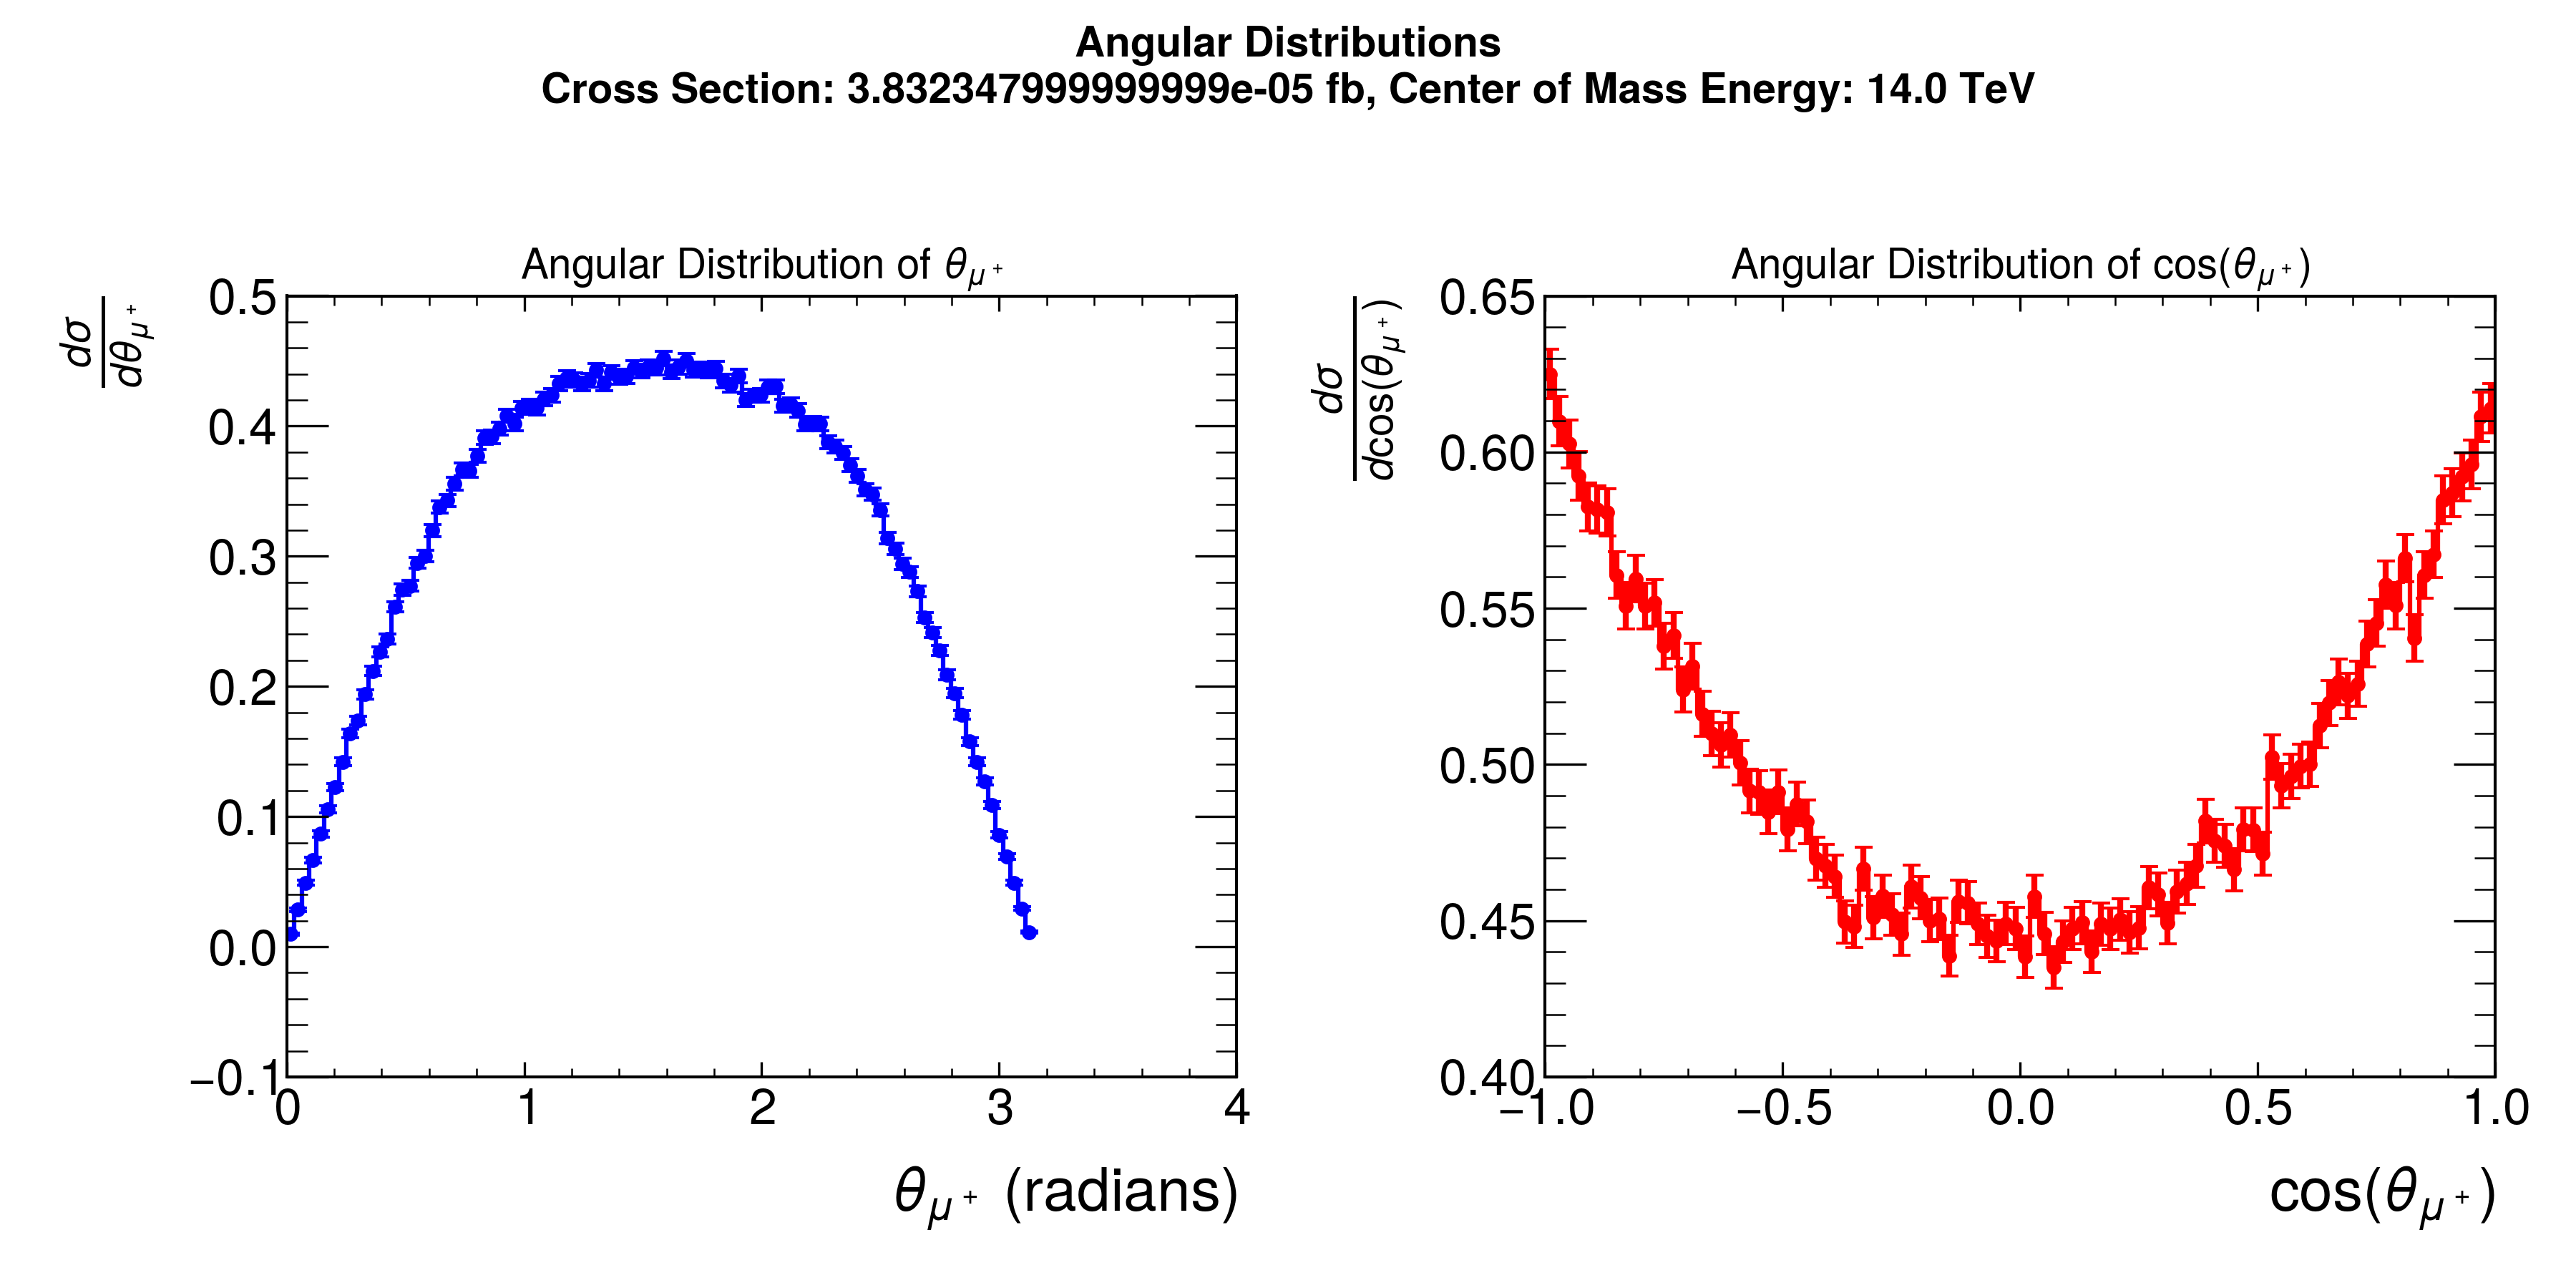 Angular Distributions
Cross Section: 3.832347999999999e-05 fb, Center of Mass Energy: 14.0 TeV
Angular Distribution of θμ+
dσ
dθμ+
0.5
0.4
0.3
0.2
0.1
0.0
−0.1
0
1
2
3
4
θμ+ (radians)
Angular Distribution of cos(θμ+)
dσ
dcos(θμ+)
0.65
0.60
0.55
0.50
0.45
0.40
−1.0
−0.5
0.0
0.5
1.0
cos(θμ+)